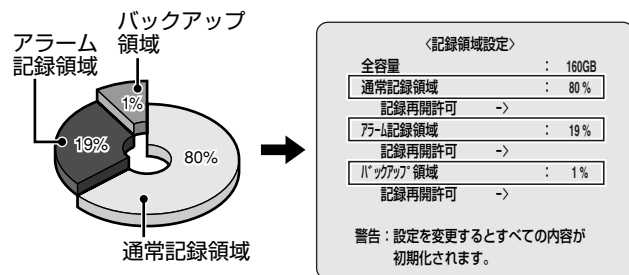 バックアップ
領域
アラーム
記録領域
1%
19%
80%
通常記録領域
〈記録領域設定〉
全容量 : 160GB
通常記録領域 : 80%
記録再開許可 ->
ｱﾗｰﾑ記録領域 : 19%
記録再開許可 ->
ﾊﾞｯｸｱｯﾌﾟ領域 : 1%
記録再開許可 ->
警告：設定を変更するとすべての内容が
初期化されます。